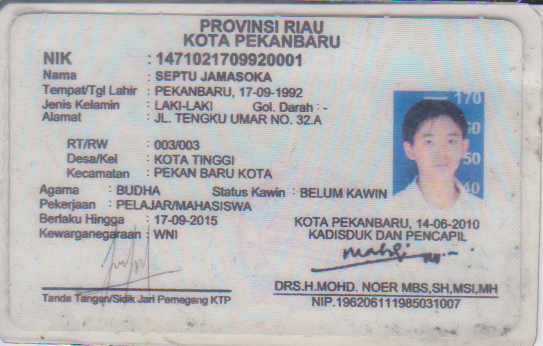 PROVINSI RIAU
KOTA PEKANBARU
NIK : 1471021709920001
Nama : SEPTU JAMASOKA
Tempat/Tgl Lahir : PEKANBARU, 17-09-1992
Jenis Kelamin : LAKI-LAKI Gol. Darah : -
Alamat : JL. TENGKU UMAR NO. 32.A
RT/RW : 003/003
Desa/Kel : KOTA TINGGI
Kecamatan : PEKAN BARU KOTA
Agama : BUDHA Status Kawin : BELUM KAWIN
Pekerjaan : PELAJAR/MAHASISWA
Berlaku Hingga : 17-09-2015
Kewarganegaraan : WNI
170
60
50
40
KOTA PEKANBARU, 14-06-2010
KADISDUK DAN PENCAPIL
DRS.H.MOHD. NOER MBS,SH,MSI,MH
NIP.196206111985031007
Tanda Tangan/Sidik Jari Pemegang KTP